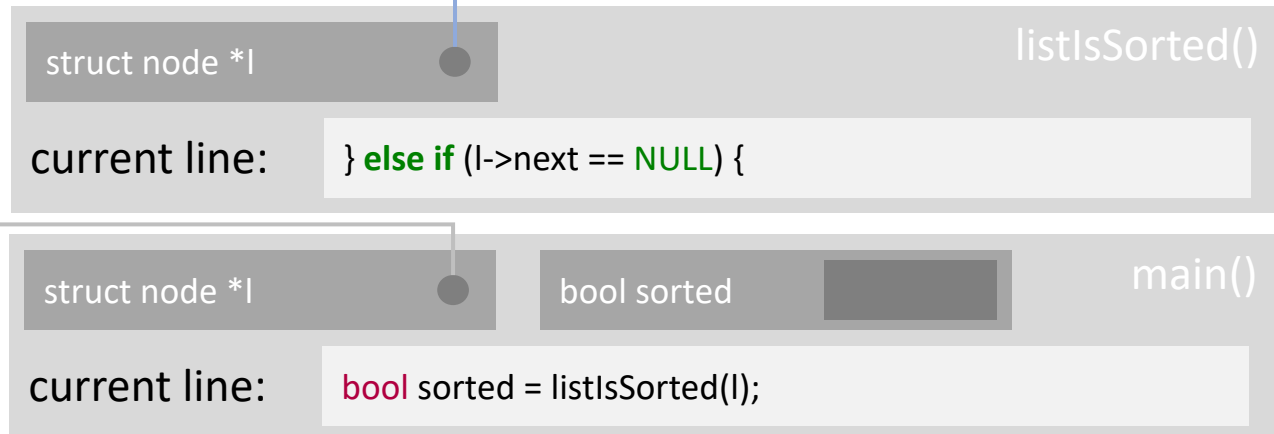 struct node *l
listIsSorted()
current line:
} else if (l->next == NULL) {
struct node *l
bool sorted
main()
current line:
bool sorted = listIsSorted(l);